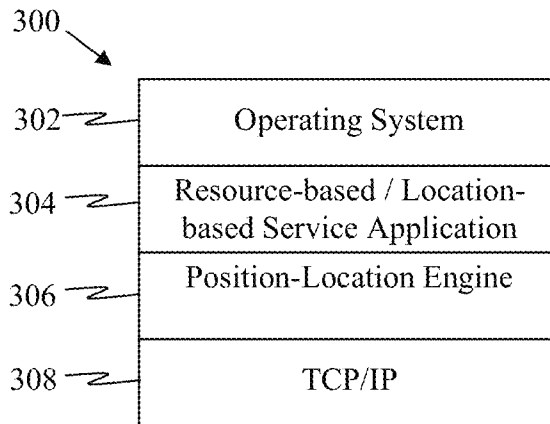 300
302 Operating System
304 Resource-based / Location-
based Service Application
306 Position-Location Engine
308 TCP/IP